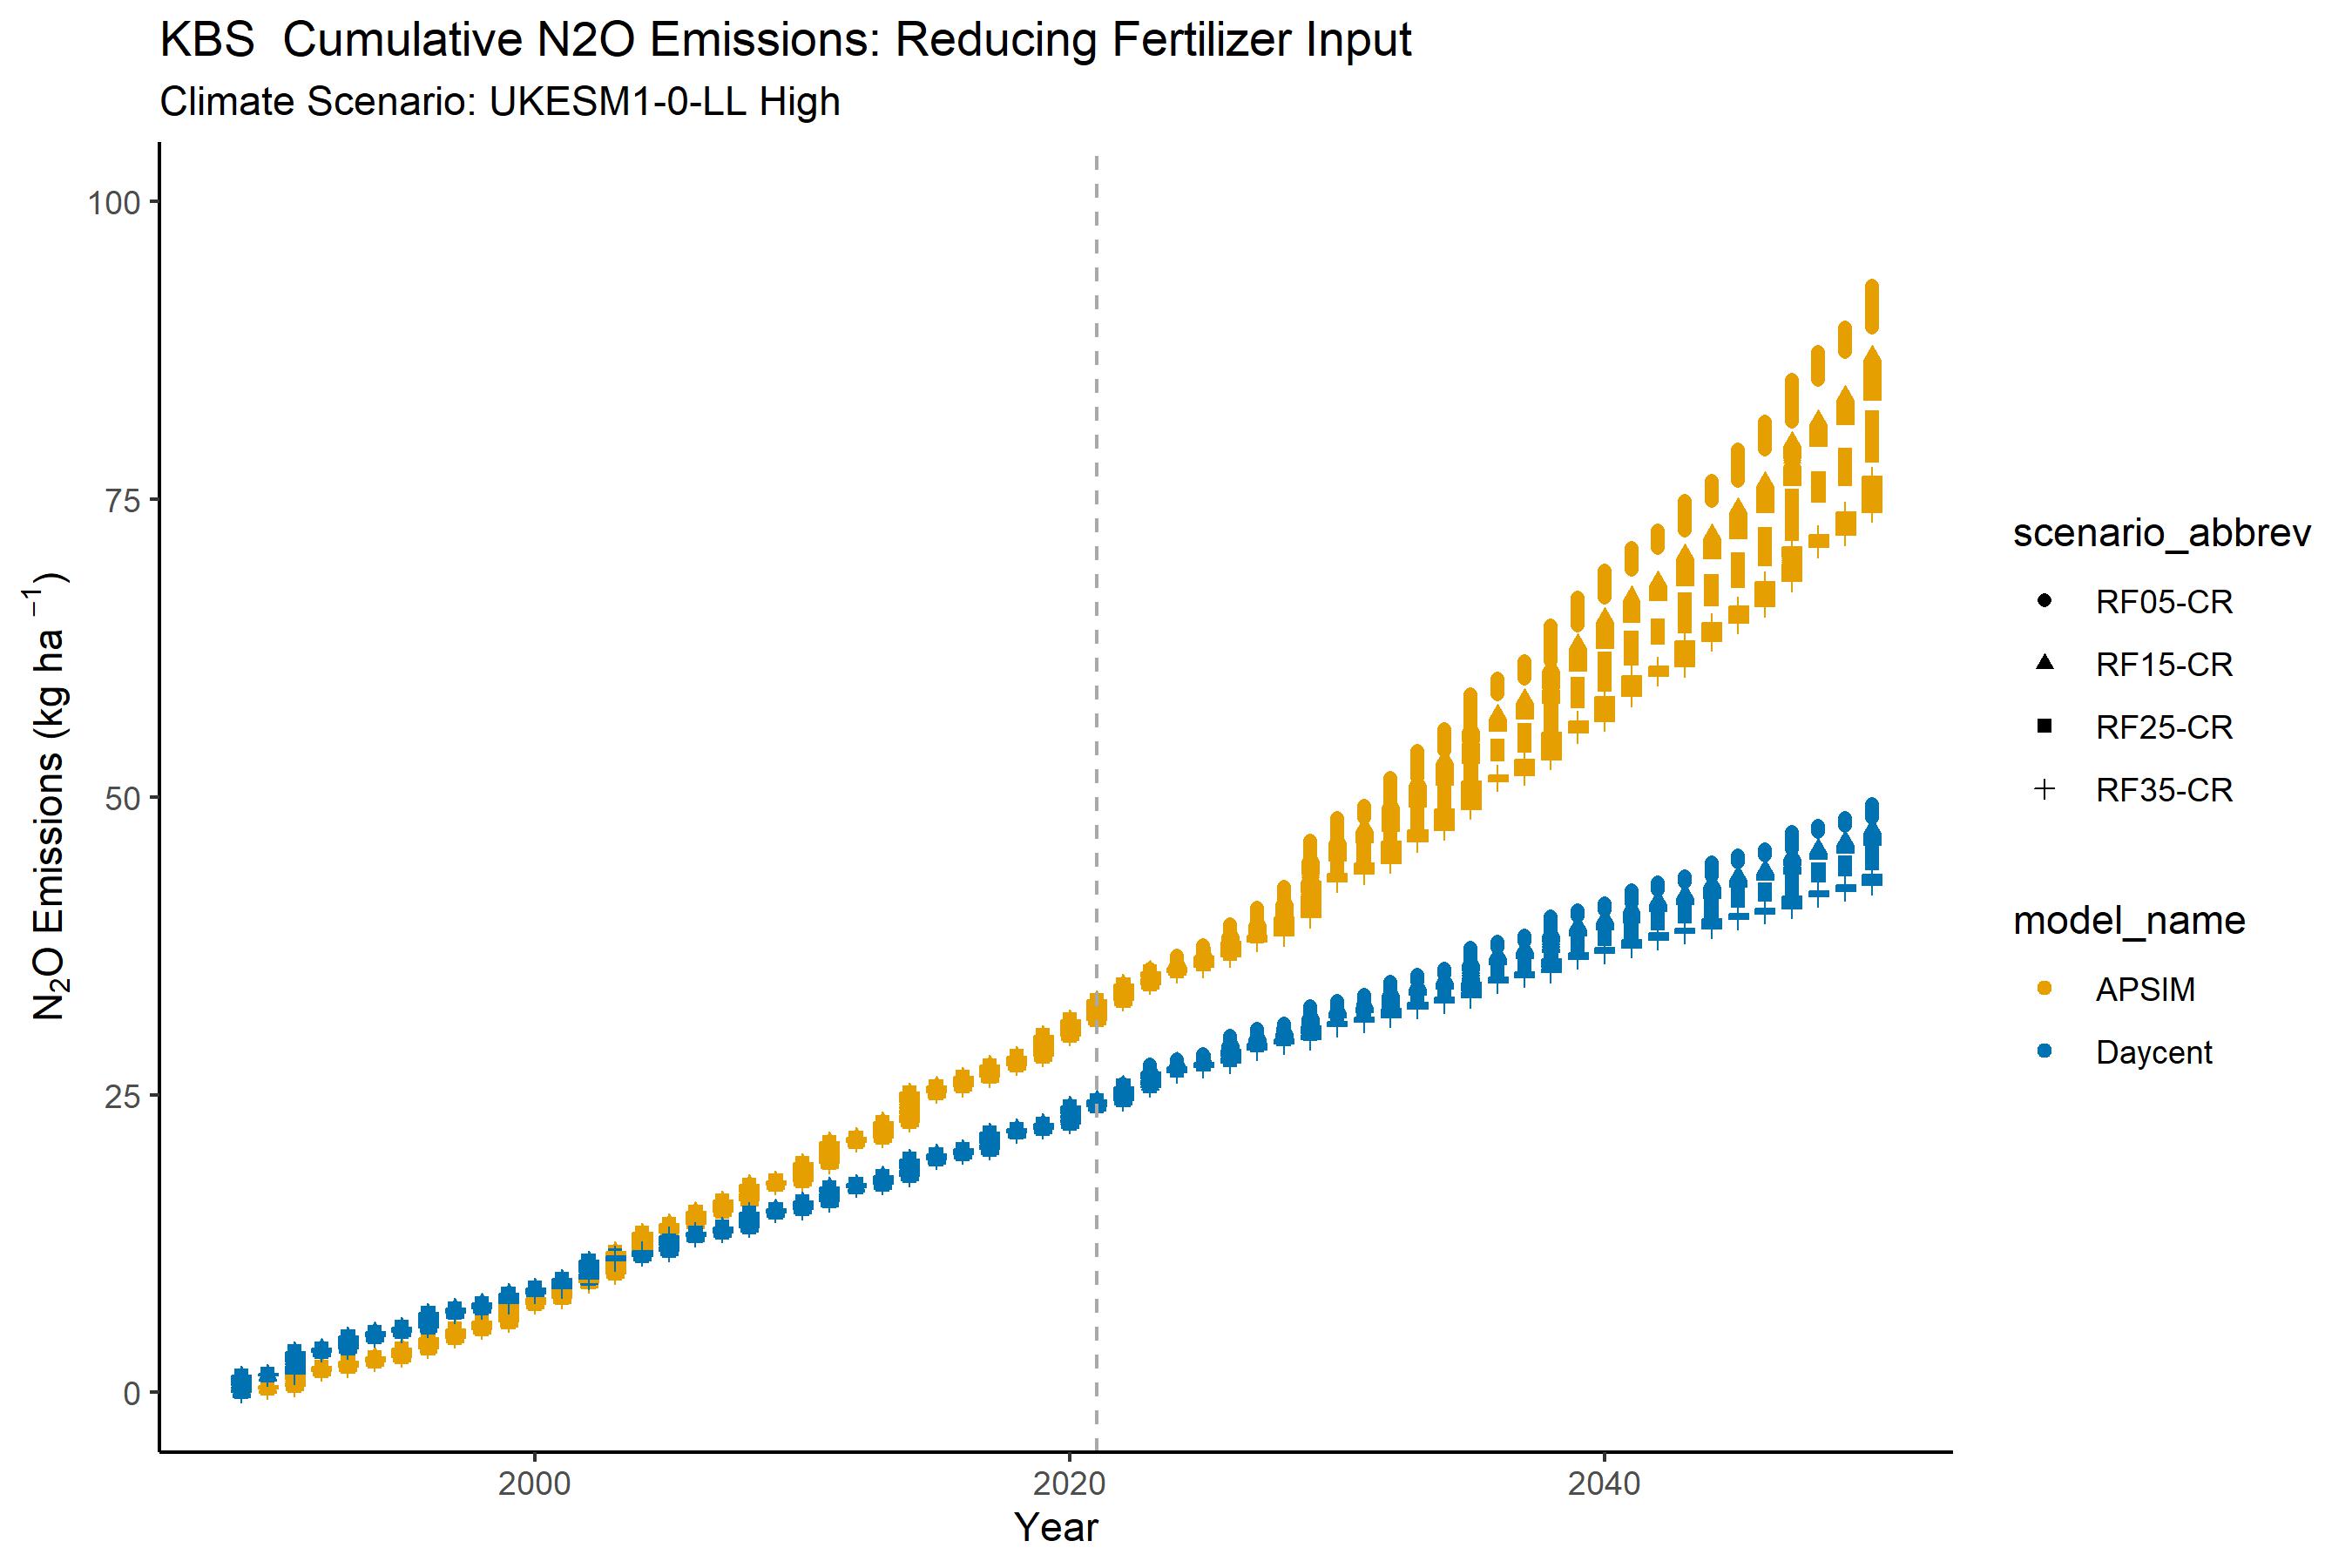 KBS  Cumulative N2O Emissions: Reducing Fertilizer Input
Climate Scenario: UKESM1-0-LL High
N₂O Emissions (kg ha ⁻¹)
100
75
50
25
0
2000
2020
2040
Year
scenario_abbrev
RF05-CR
RF15-CR
RF25-CR
RF35-CR
model_name
APSIM
Daycent